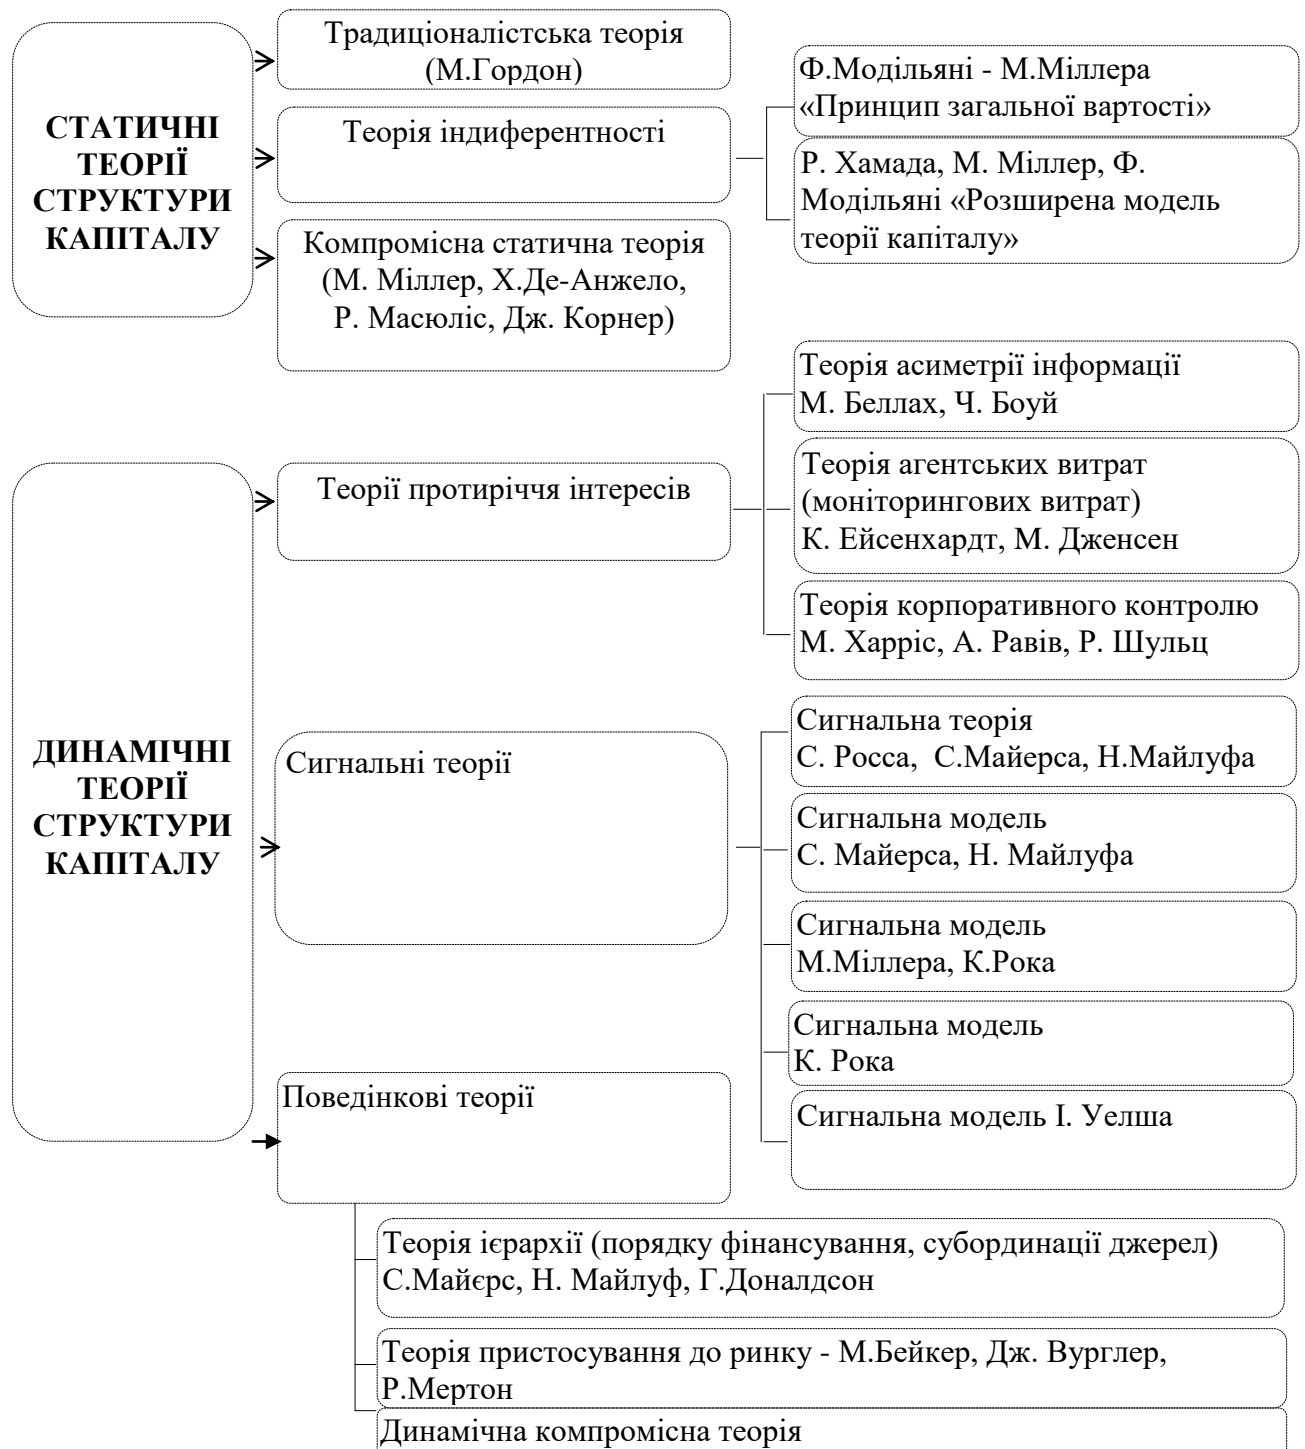 СТАТИЧНІ
ТЕОРІЇ
СТРУКТУРИ
КАПІТАЛУ
Традиціоналістська теорія
(М.Гордон)
Теорія індиферентності
Ф.Модільяні - М.Міллера
«Принцип загальної вартості»
Р. Хамада, М. Міллер, Ф.
Модільяні «Розширена модель
теорії капіталу»
Компромісна статична теорія
(М. Міллер, Х.Де-Анжело,
Р. Масюліс, Дж. Корнер)
ДИНАМІЧНІ
ТЕОРІЇ
СТРУКТУРИ
КАПІТАЛУ
Теорії протиріччя інтересів
Теорія асиметрії інформації
М. Беллах, Ч. Боуй
Теорія агентських витрат
(моніторингових витрат)
К. Ейсенхардт, М. Дженсен
Теорія корпоративного контролю
М. Харріс, А. Равів, Р. Шульц
Сигнальні теорії
Сигнальна теорія
С. Росса, С.Майерса, Н.Майлуфа
Сигнальна модель
С. Майерса, Н. Майлуфа
Сигнальна модель
М.Міллера, К.Рока
Сигнальна модель
К. Рока
Сигнальна модель І. Уелша
Поведінкові теорії
Теорія ієрархії (порядку фінансування, субординації джерел)
С.Майєрс, Н. Майлуф, Г.Доналдсон
Теорія пристосування до ринку - М.Бейкер, Дж. Вурглер,
Р.Мертон
Динамічна компромісна теорія